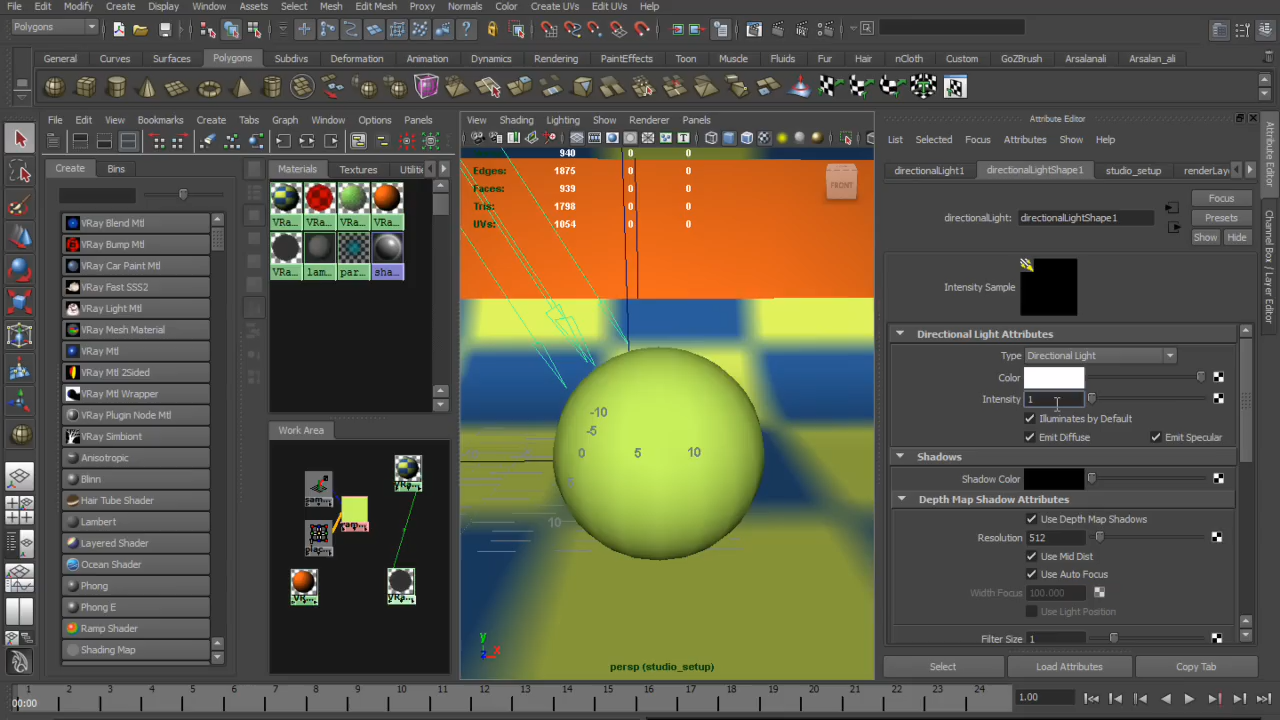 File Edit Modify Create Display Window Assets Select Mesh Edit Mesh Proxy Normals Color Create UVs Edit UVs Help
Polygons
General Curves Surfaces Polygons Subdivs Deformation Animation Dynamics Rendering PaintEffects Toon Muscle Fluids Fur Hair nCloth Custom GoZBrush Arsalanali Arsalan_ali
File Edit View Bookmarks Create Tabs Graph Window Options Panels
View Shading Lighting Show Renderer Panels
Attribute Editor
List Selected Focus Attributes Show Help
Create Bins
Materials Textures Utiliti
directionalLight1 directionalLightShape1 studio_setup renderLay
directionalLight: directionalLightShape1
Focus
Presets
Show Hide
Attribute Editor
Channel Box / Layer Editor
VRay Blend Mtl
VRay Bump Mtl
VRay Car Paint Mtl
VRay Fast SSS2
VRay Light Mtl
VRay Mesh Material
VRay Mtl
VRay Mtl 2Sided
VRay Mtl Wrapper
VRay Plugin Node Mtl
VRay Simbiont
Anisotropic
Blinn
Hair Tube Shader
Lambert
Layered Shader
Ocean Shader
Phong
Phong E
Ramp Shader
Shading Map
VRa... VRa... VRa... VRa...
VRa... lam... par... sha...
Work Area
940 0 0
Edges: 1875 0 0
Faces: 939 0 0
Tris: 1798 0 0
UVs: 1054 0 0
FRONT
-10
-5
0 5 10
10
y
z x
persp (studio_setup)
Intensity Sample
Directional Light Attributes
Type Directional Light
Color
Intensity 1
Illuminates by Default
Emit Diffuse Emit Specular
Shadows
Shadow Color
Depth Map Shadow Attributes
Use Depth Map Shadows
Resolution 512
Use Mid Dist
Use Auto Focus
Width Focus 100.000
Use Light Position
Filter Size 1
Select Load Attributes Copy Tab
1 2 3 4 5 6 7 8 9 10 11 12 13 14 15 16 17 18 19 20 21 22 23 24
00:00
1.00